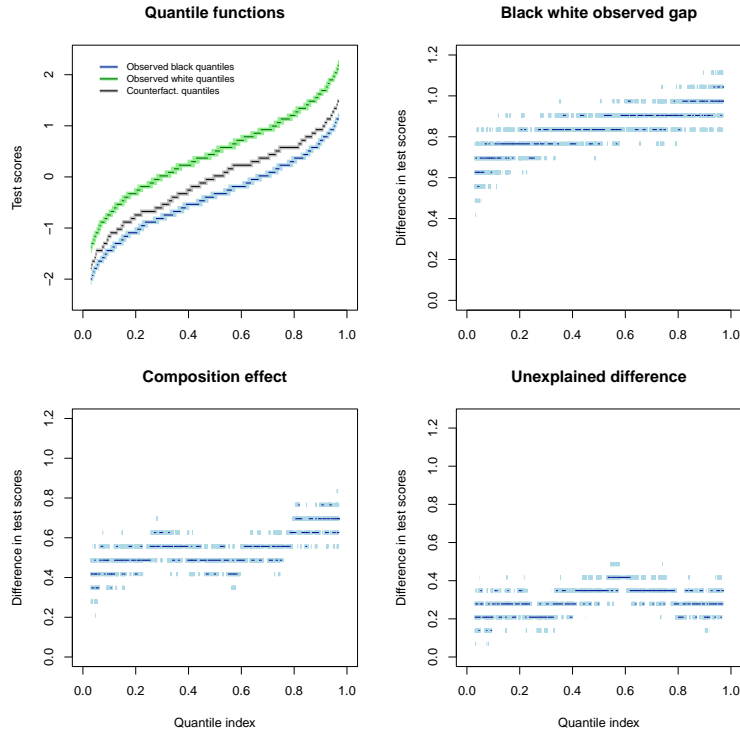 Quantile functions
Test scores
2
1
0
−1
−2
Observed black quantiles
Observed white quantiles
Counterfact. quantiles
0.0 0.2 0.4 0.6 0.8 1.0
Black white observed gap
Difference in test scores
1.2
1.0
0.8
0.6
0.4
0.2
0.0
0.0 0.2 0.4 0.6 0.8 1.0
Composition effect
Difference in test scores
1.2
1.0
0.8
0.6
0.4
0.2
0.0
0.0 0.2 0.4 0.6 0.8 1.0
Quantile index
Unexplained difference
Difference in test scores
1.2
1.0
0.8
0.6
0.4
0.2
0.0
0.0 0.2 0.4 0.6 0.8 1.0
Quantile index